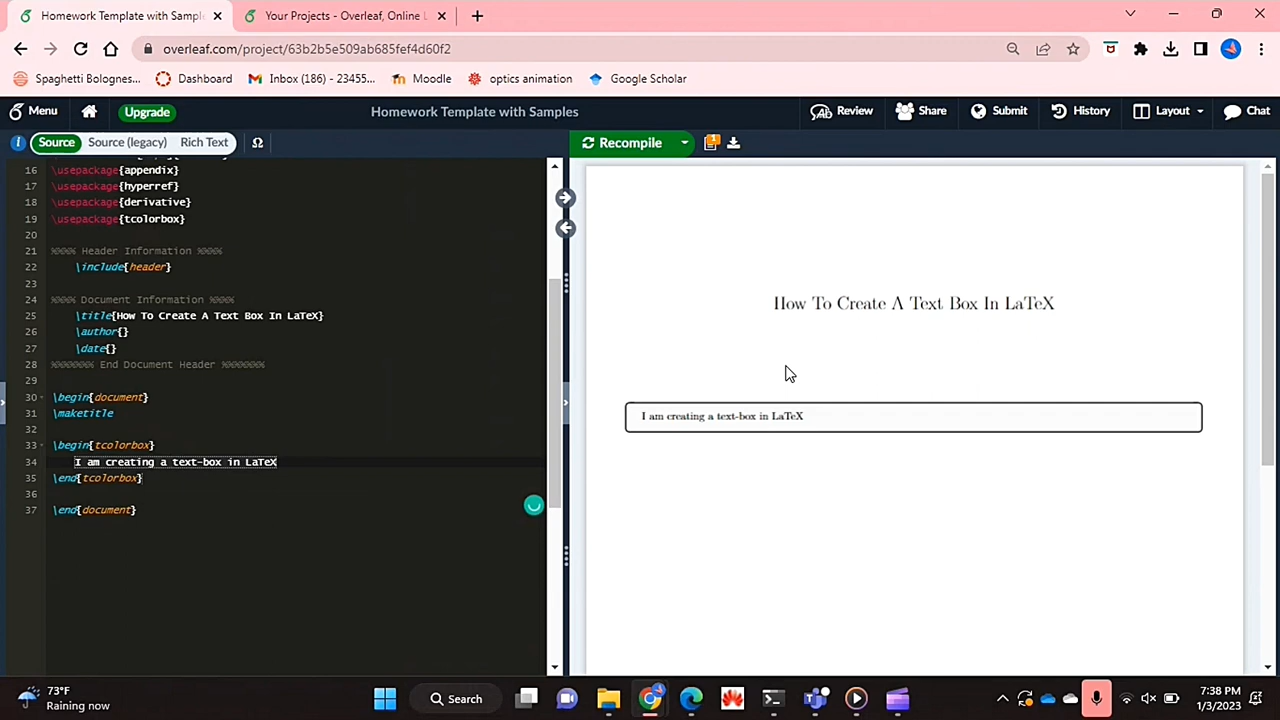 Homework Template with Sampl
Your Projects - Overleaf, Online L
overleaf.com/project/63b2b5e509ab685fef4d60f2
Spaghetti Bolognes...
Dashboard
Inbox (186) - 23455...
Moodle
optics animation
Google Scholar
Menu
Upgrade
Homework Template with Samples
Review
Share
Submit
History
Layout
Chat
Source
Source (legacy)
Rich Text
Ω
Recompile
16 \usepackage{appendix}
17 \usepackage{hyperref}
18 \usepackage{derivative}
19 \usepackage{tcolorbox}
20
21 %%%% Header Information %%%%
22 \include{header}
23
24 %%%% Document Information %%%%
25 \title{How To Create A Text Box In LaTeX}
26 \author{}
27 \date{}
28 %%%%%%%% End Document Header %%%%%%%%
29
30 \begin{document}
31 \maketitle
32
33 \begin{tcolorbox}
34 I am creating a text-box in LaTeX
35 \end{tcolorbox}
36
37 \end{document}
How To Create A Text Box In LaTeX
I am creating a text-box in LaTeX
73°F
Raining now
Search
7:38 PM
1/3/2023